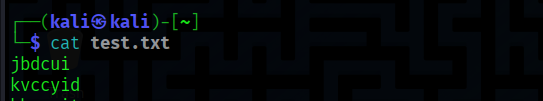 ┌──(kali㉿kali)-[~]
└─$ cat test.txt
jbdcui
kvccyid